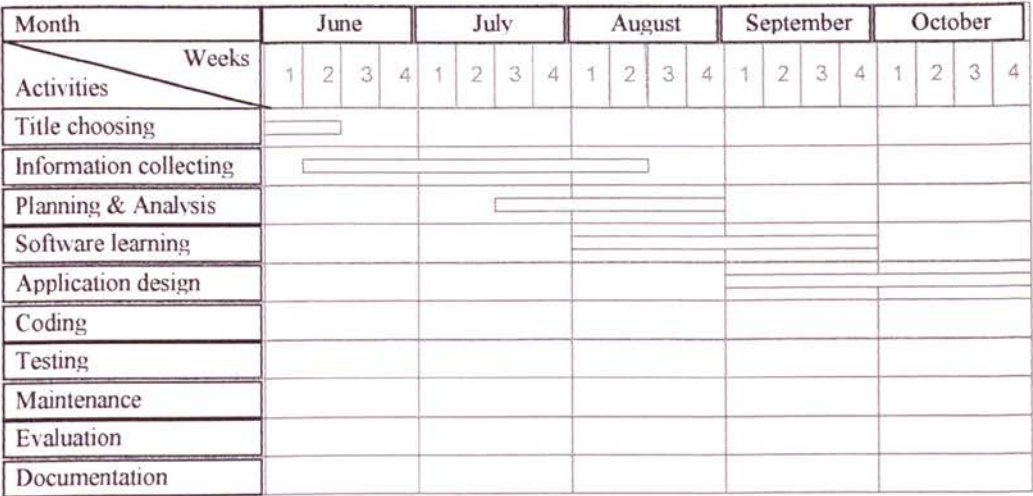 Month June July August September October
Weeks
Activities
1 2 3 4 1 2 3 4 1 2 3 4 1 2 3 4 1 2 3 4
Title choosing
Information collecting
Planning & Analysis
Software learning
Application design
Coding
Testing
Maintenance
Evaluation
Documentation